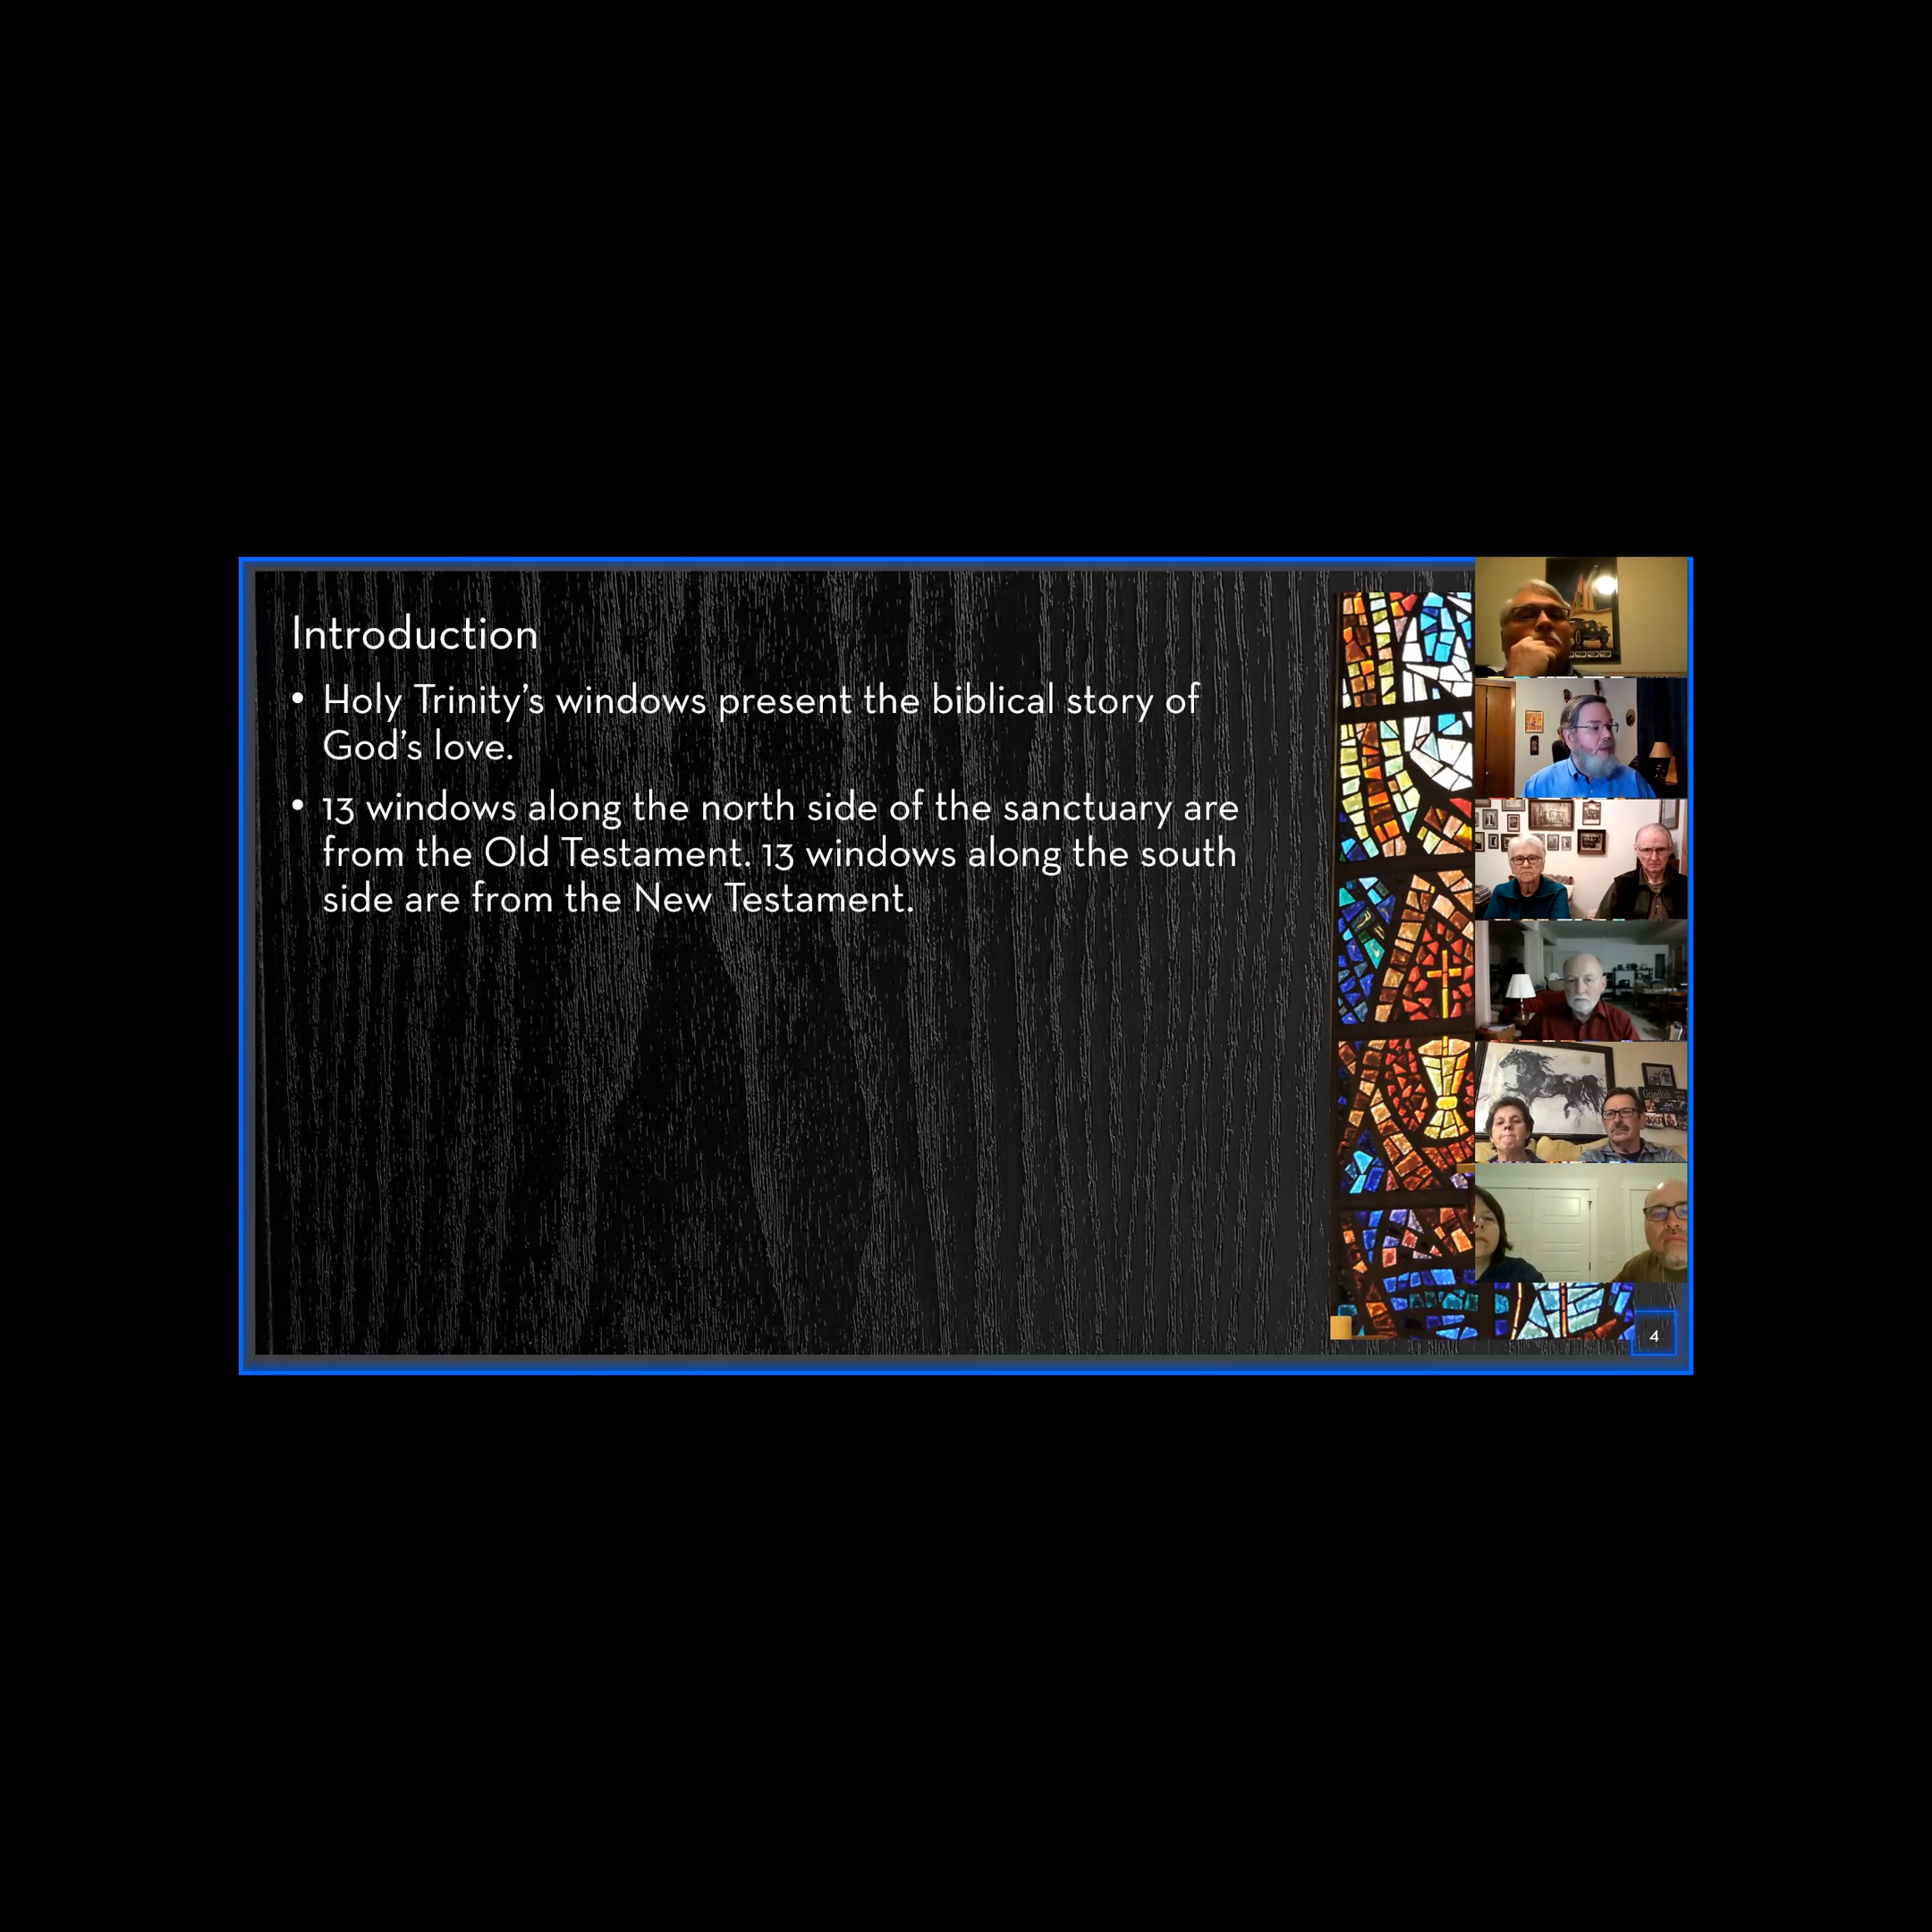 Introduction
• Holy Trinity’s windows present the biblical story of
God’s love.
• 13 windows along the north side of the sanctuary are
from the Old Testament. 13 windows along the south
side are from the New Testament.
4